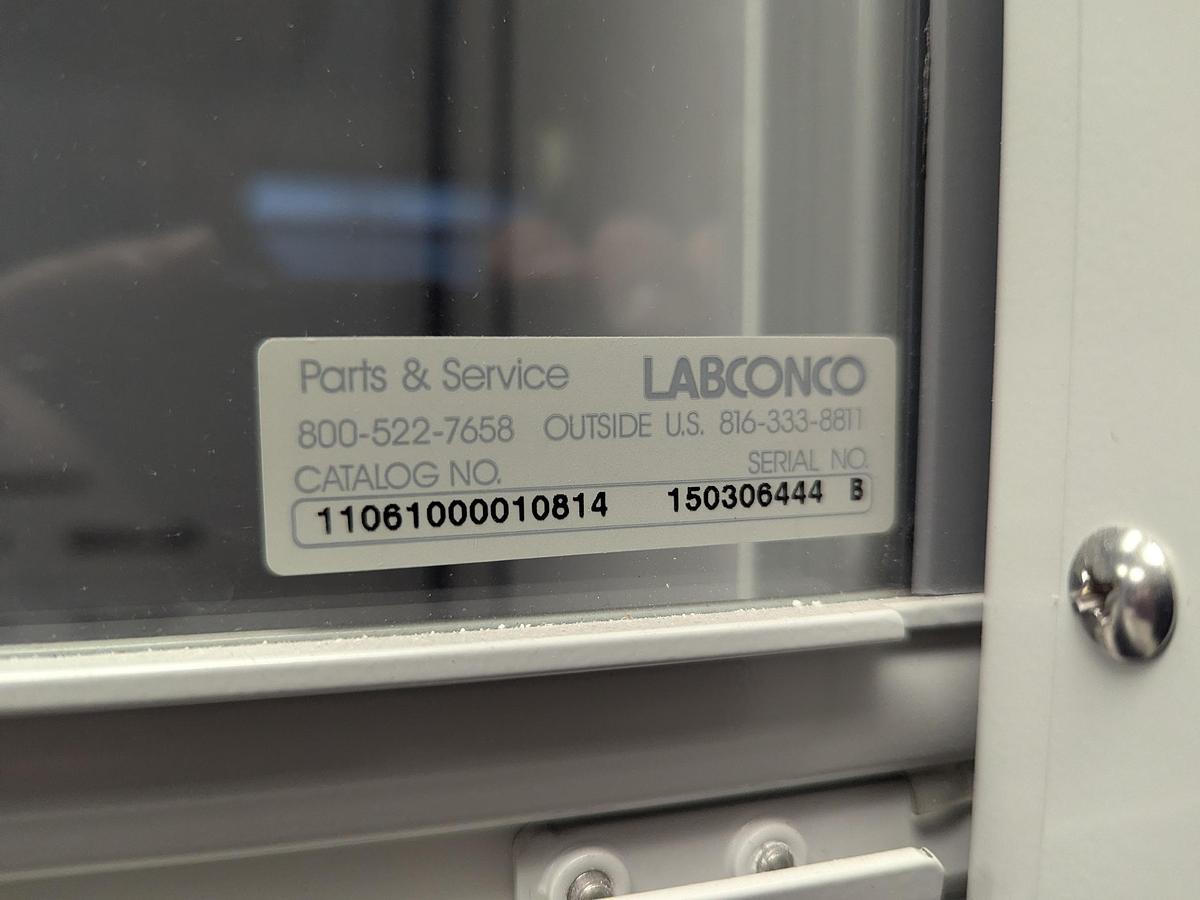 Parts & Service LABCONCO
800-522-7658 OUTSIDE U.S. 816-333-8811
CATALOG NO. SERIAL NO.
11061000010814 150306444 B